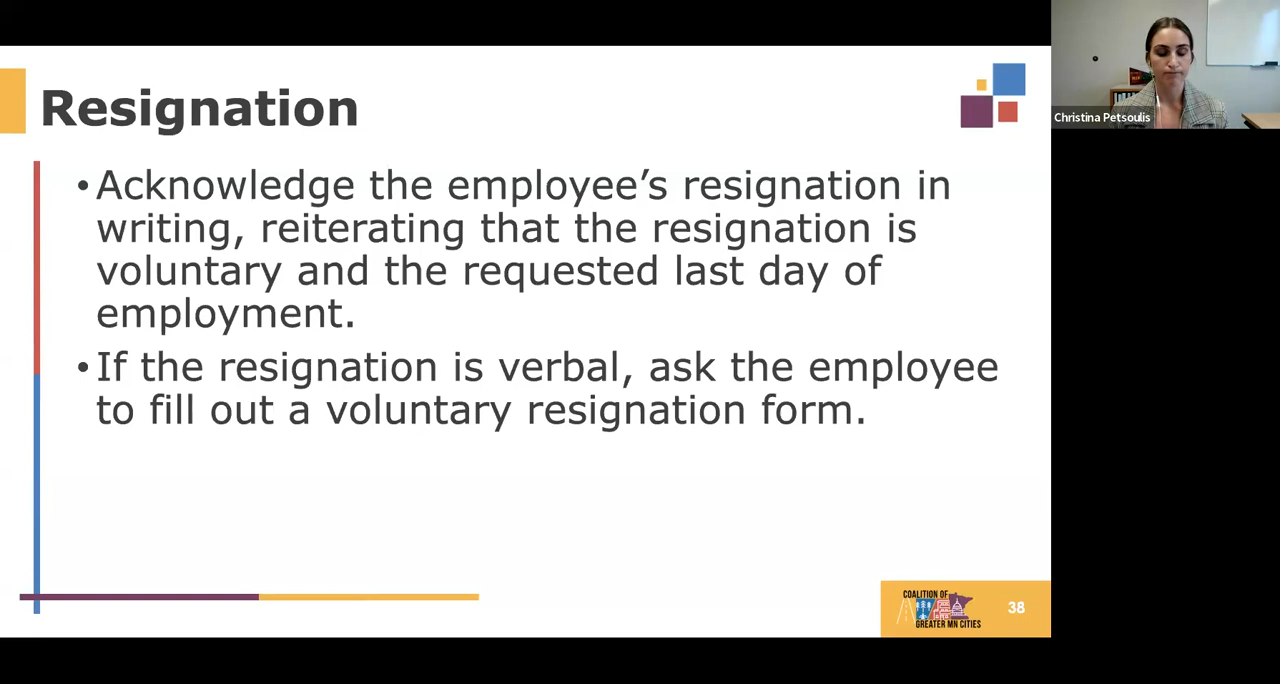 Resignation
•Acknowledge the employee’s resignation in
writing, reiterating that the resignation is
voluntary and the requested last day of
employment.
•If the resignation is verbal, ask the employee
to fill out a voluntary resignation form.
Christina Petsoulis
COALITION OF
GREATER MN CITIES
38